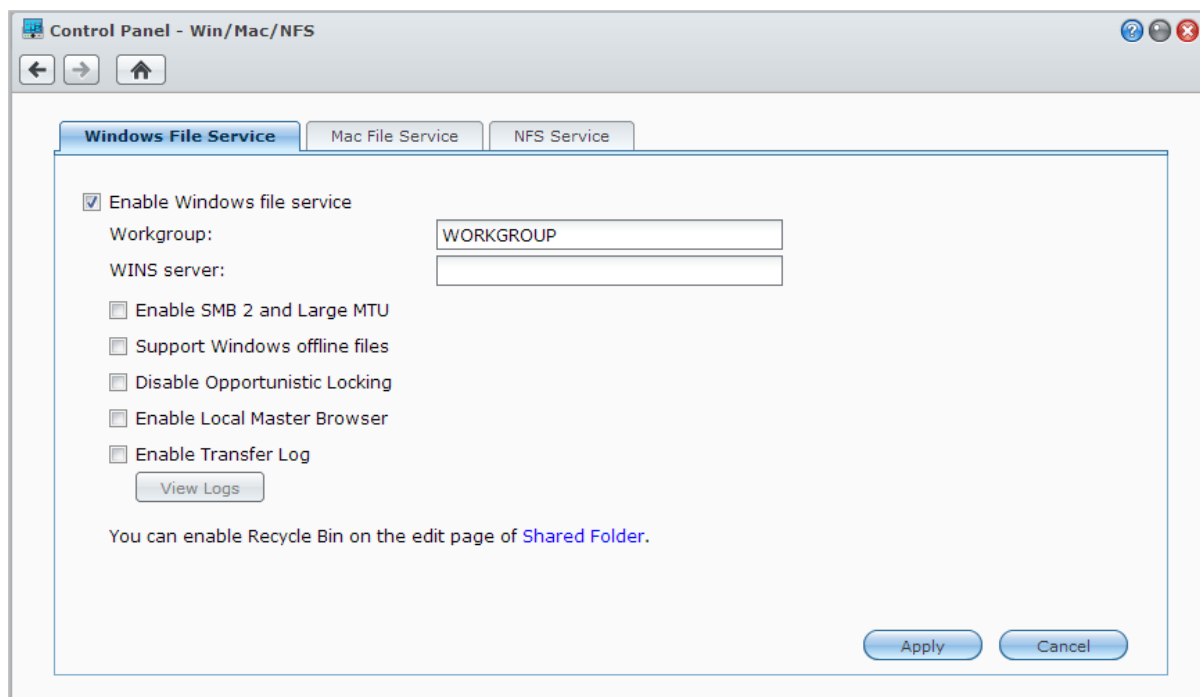 Control Panel - Win/Mac/NFS
Windows File Service Mac File Service NFS Service
Enable Windows file service
Workgroup: WORKGROUP
WINS server:
Enable SMB 2 and Large MTU
Support Windows offline files
Disable Opportunistic Locking
Enable Local Master Browser
Enable Transfer Log
View Logs
You can enable Recycle Bin on the edit page of Shared Folder.
Apply Cancel